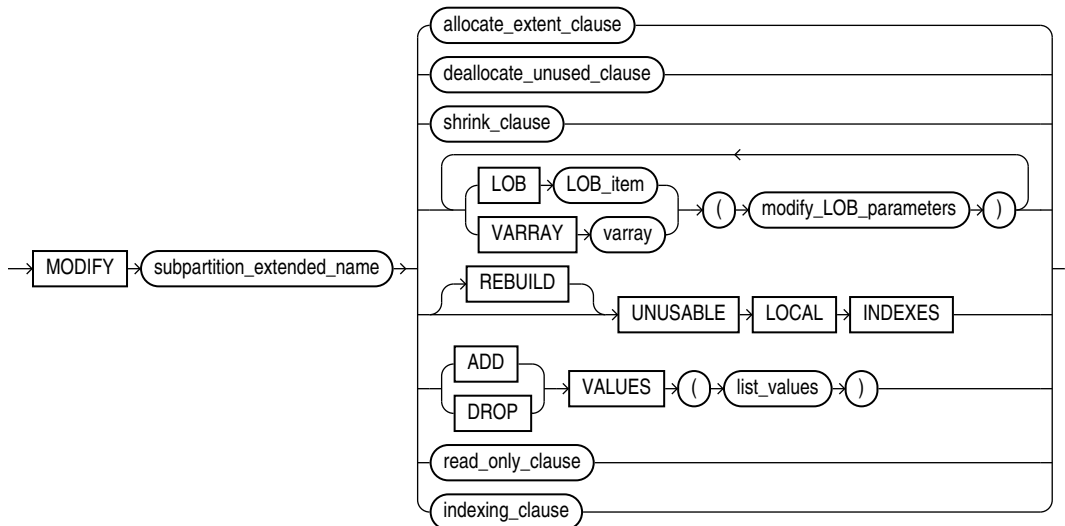 allocate_extent_clause
deallocate_unused_clause
shrink_clause
LOB LOB_item
VARRAY varray
( modify_LOB_parameters )
MODIFY subpartition_extended_name
REBUILD
UNUSABLE LOCAL INDEXES
ADD
DROP
VALUES ( list_values )
read_only_clause
indexing_clause